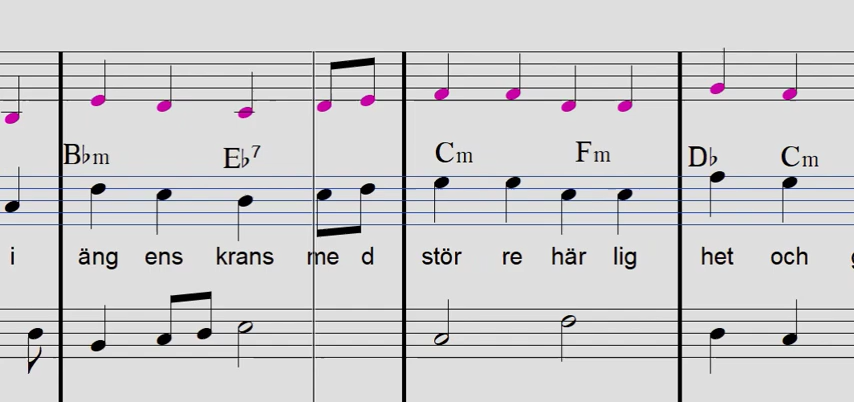 B♭m E♭7 Cm Fm D♭ Cm
i äng ens krans me d stör re här lig het och